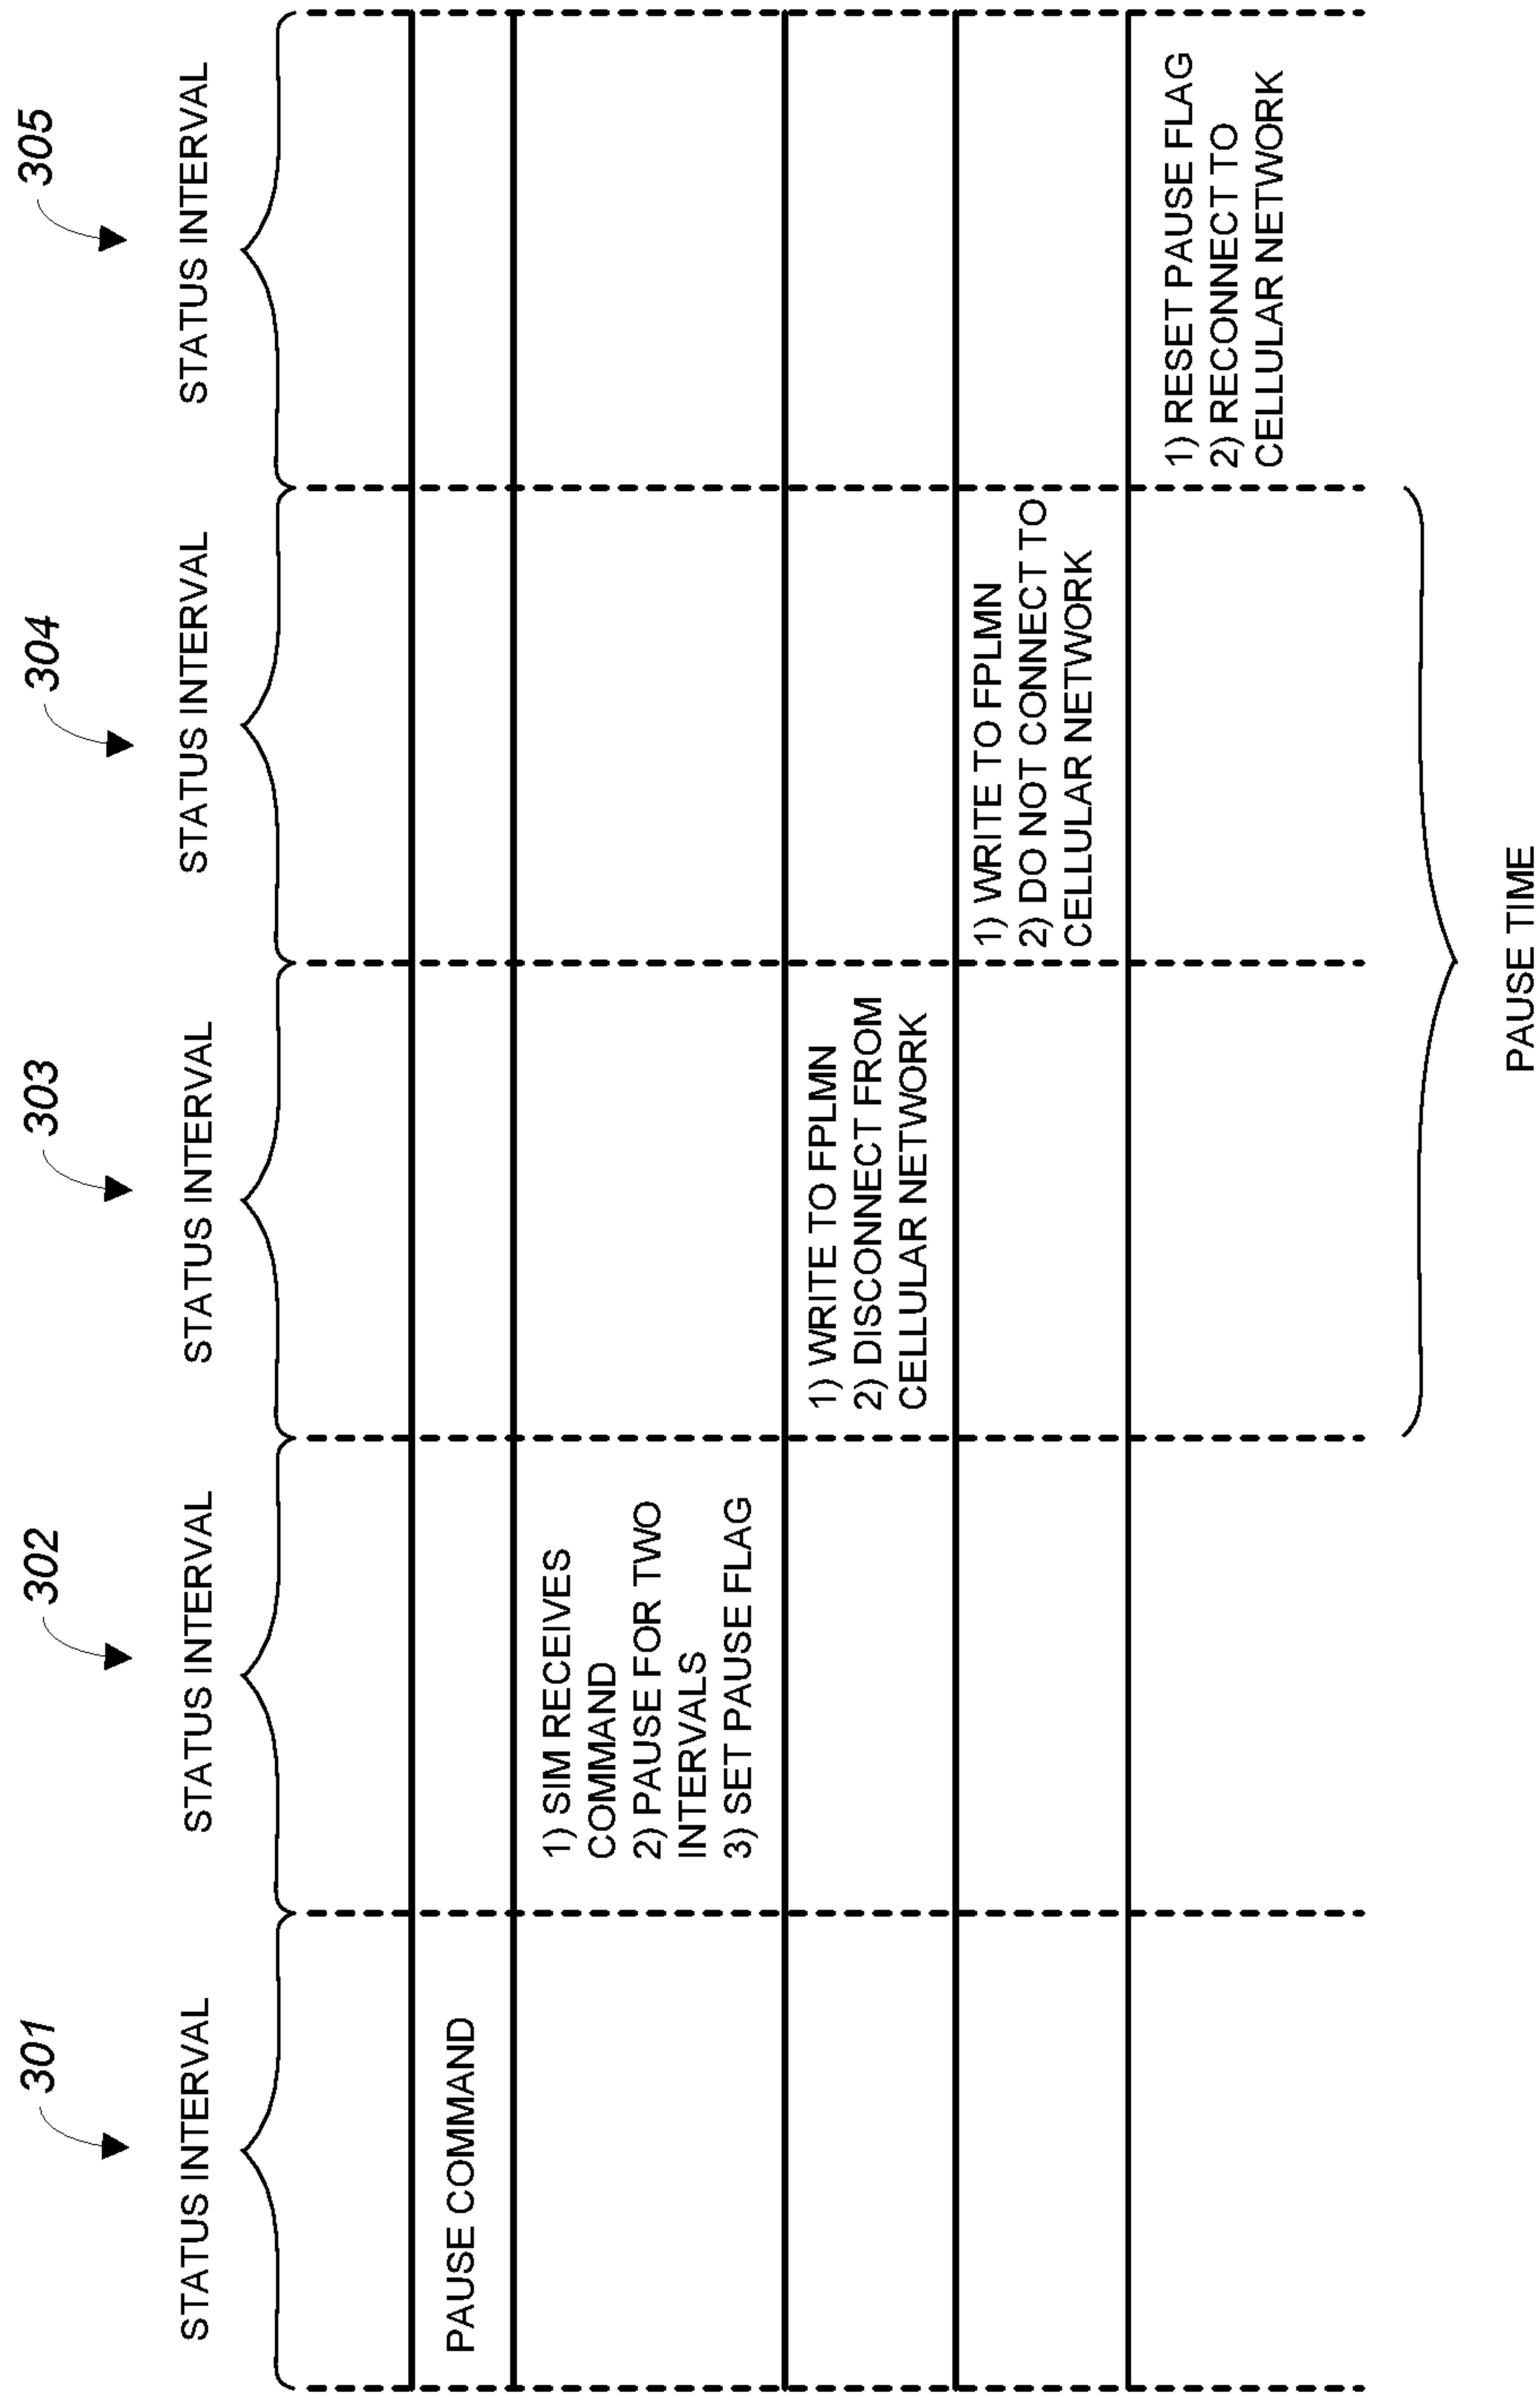 301
302
303
304
305
STATUS INTERVAL
STATUS INTERVAL
STATUS INTERVAL
STATUS INTERVAL
STATUS INTERVAL
PAUSE COMMAND
1) SIM RECEIVES
COMMAND
2) PAUSE FOR TWO
INTERVALS
3) SET PAUSE FLAG
1) WRITE TO FPLMN
2) DISCONNECT FROM
CELLULAR NETWORK
1) WRITE TO FPLMN
2) DO NOT CONNECT TO
CELLULAR NETWORK
1) RESET PAUSE FLAG
2) RECONNECT TO
CELLULAR NETWORK
PAUSE TIME